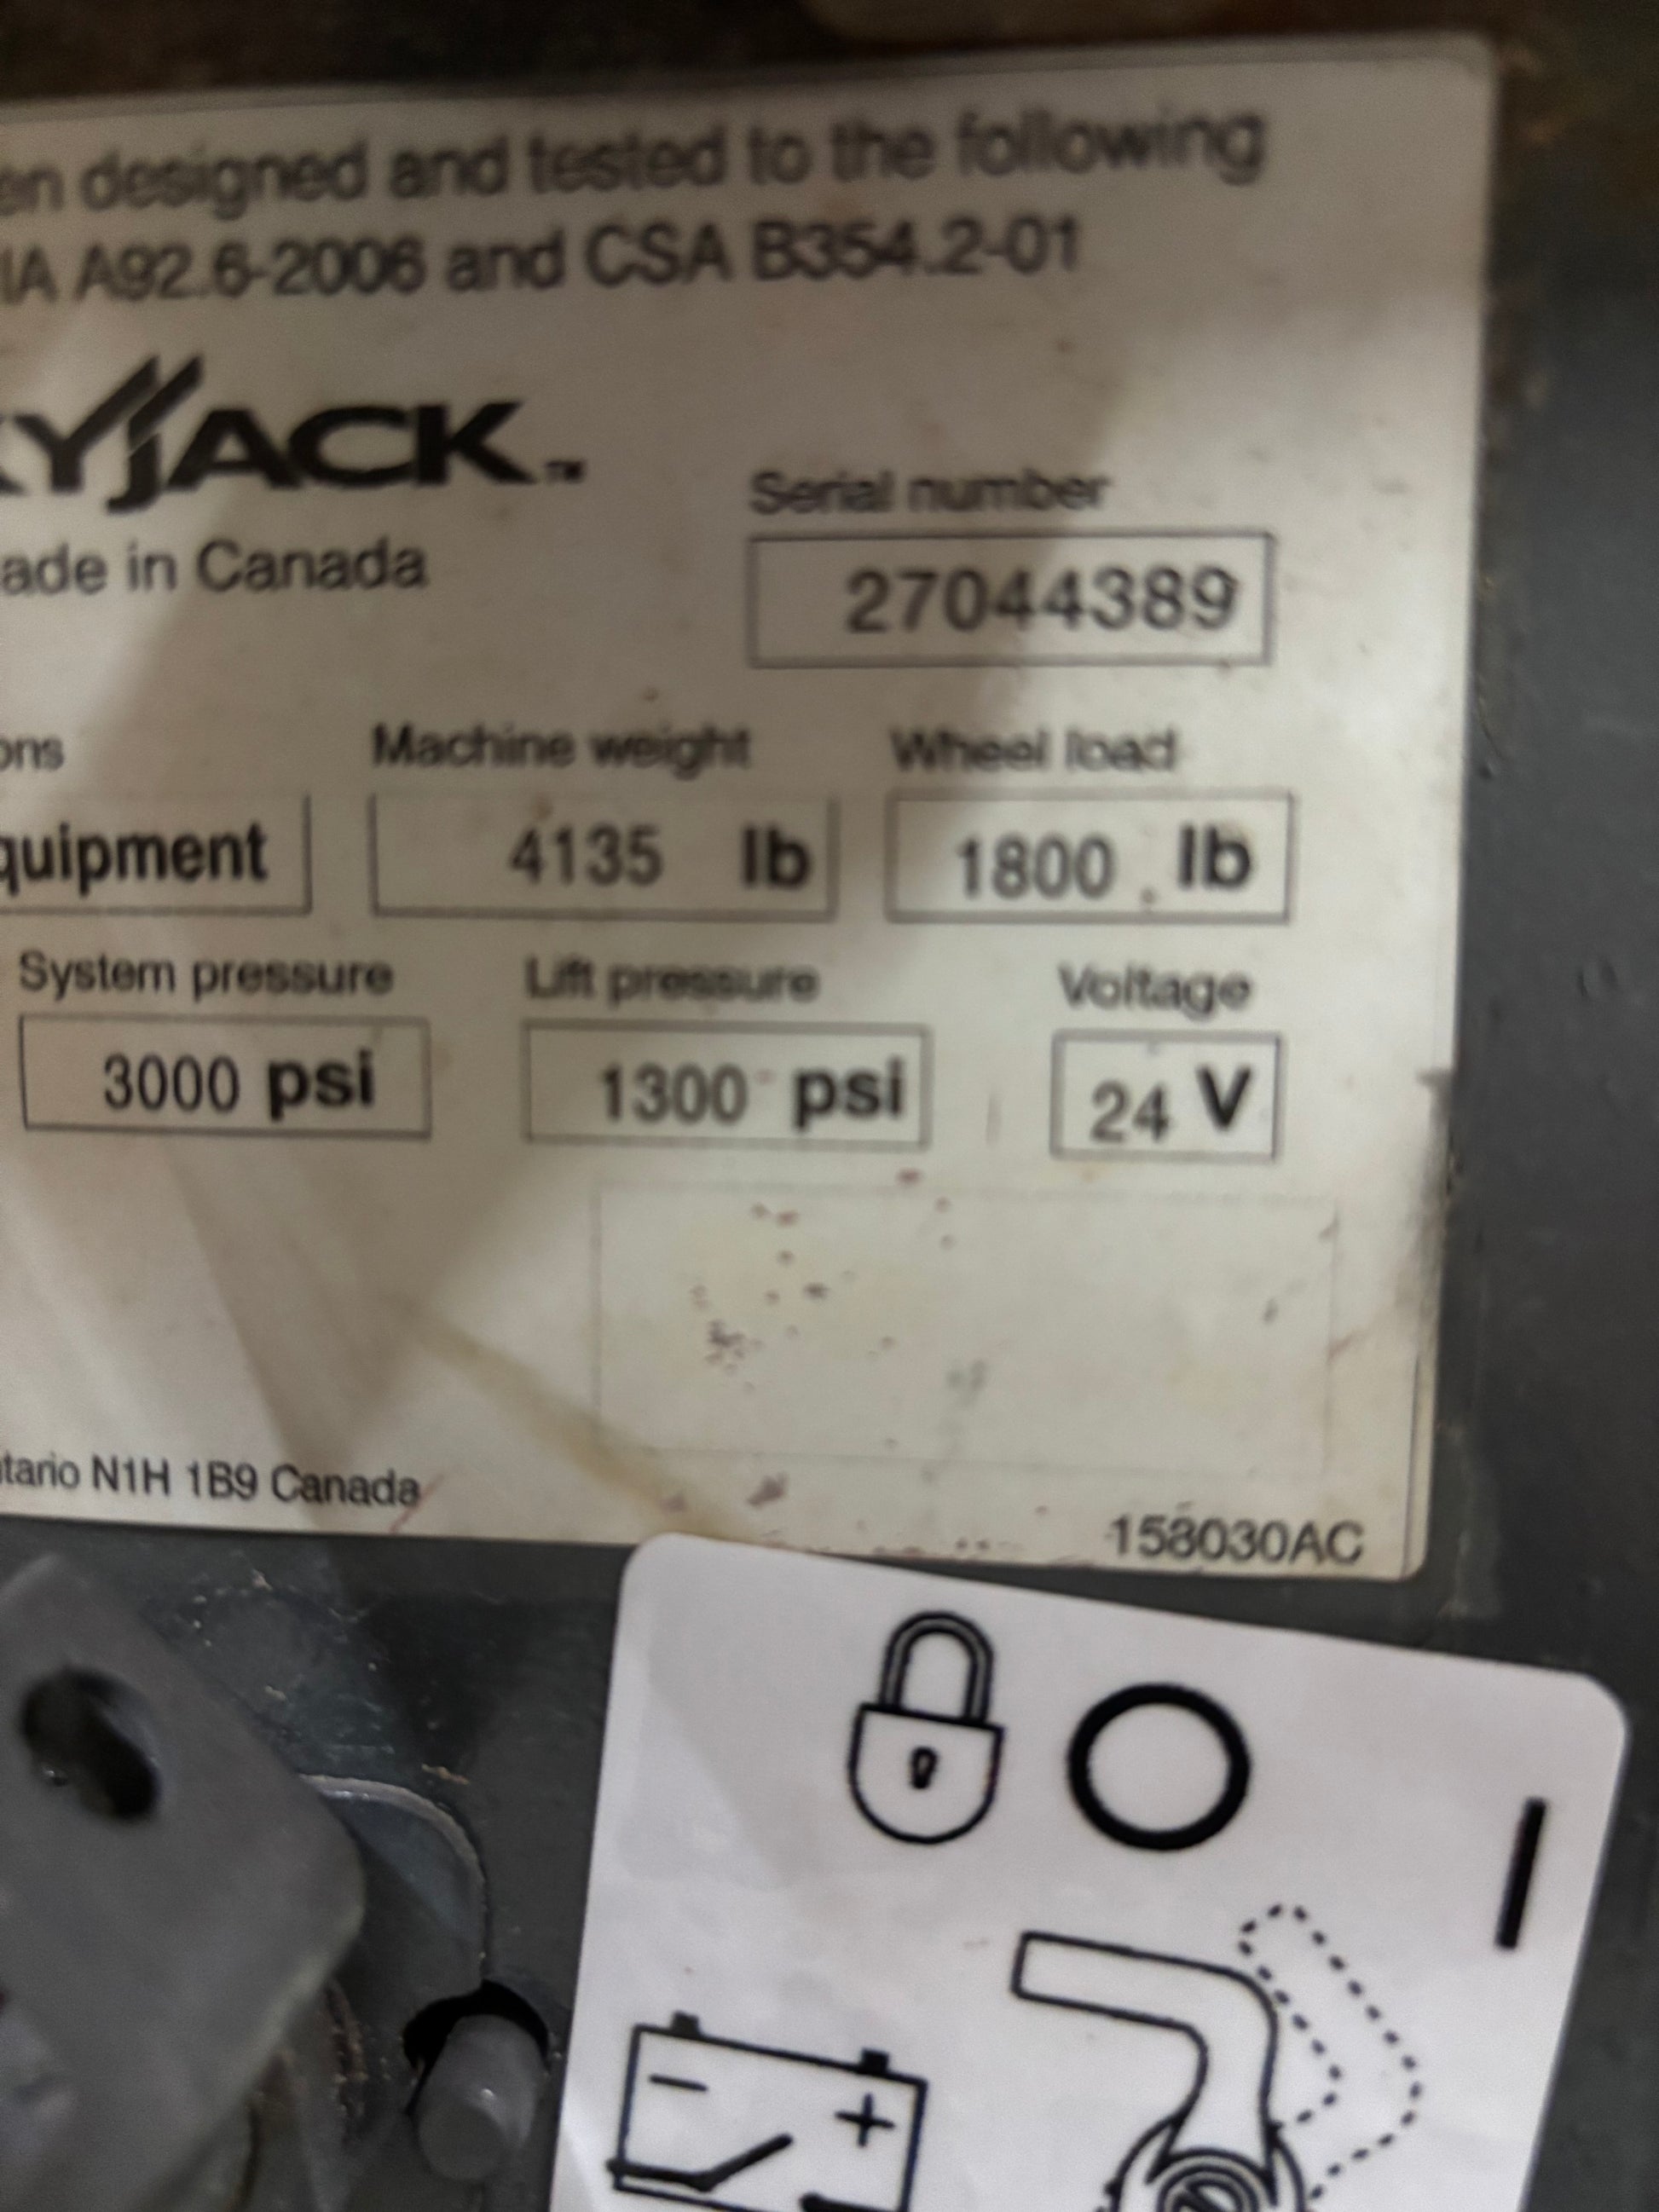 en designed and tested to the following
IA A92.6-2006 and CSA B354.2-01
KYJACK™
ade in Canada
Serial number
27044389
ons Machine weight Wheel load
quipment 4135 lb 1800 lb
System pressure Lift pressure Voltage
3000 psi 1300 psi 24 V
tario N1H 1B9 Canada
158030AC
O I
- +